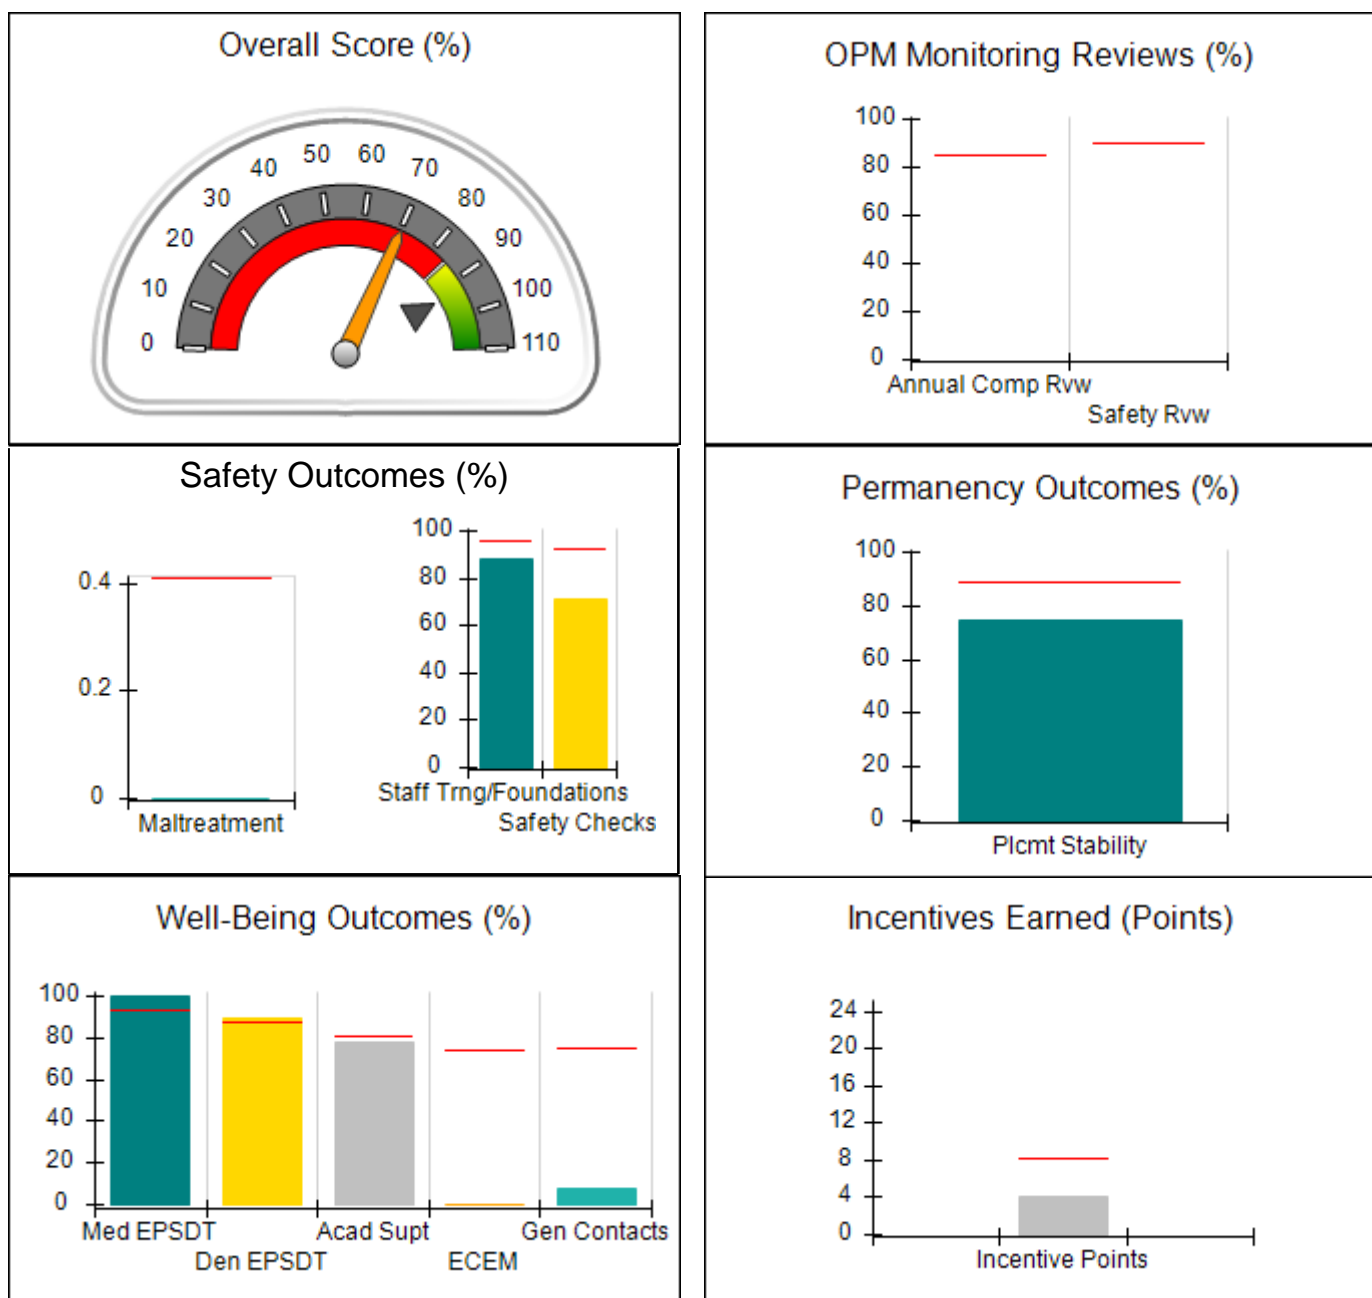 Overall Score (%)
0 10 20 30 40 50 60 70 80 90 100 110
OPM Monitoring Reviews (%)
100
80
60
40
20
0
Annual Comp Rvw
Safety Rvw
Safety Outcomes (%)
0.4
0.2
0
Maltreatment
100
80
60
40
20
0
Staff Trng/Foundations
Safety Checks
Permanency Outcomes (%)
100
80
60
40
20
0
Plcmt Stability
Well-Being Outcomes (%)
100
80
60
40
20
0
Med EPSDT Acad Supt Gen Contacts
Den EPSDT ECEM
Incentives Earned (Points)
24
20
16
12
8
4
0
Incentive Points